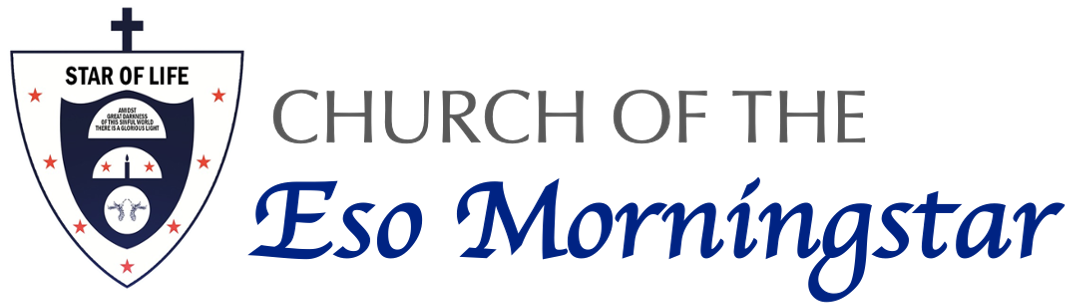 STAR OF LIFE
AMIDST
GREAT DARKNESS
OF THIS SINFUL WORLD
THERE IS A GLORIOUS LIGHT
CHURCH OF THE
Eso Morningstar